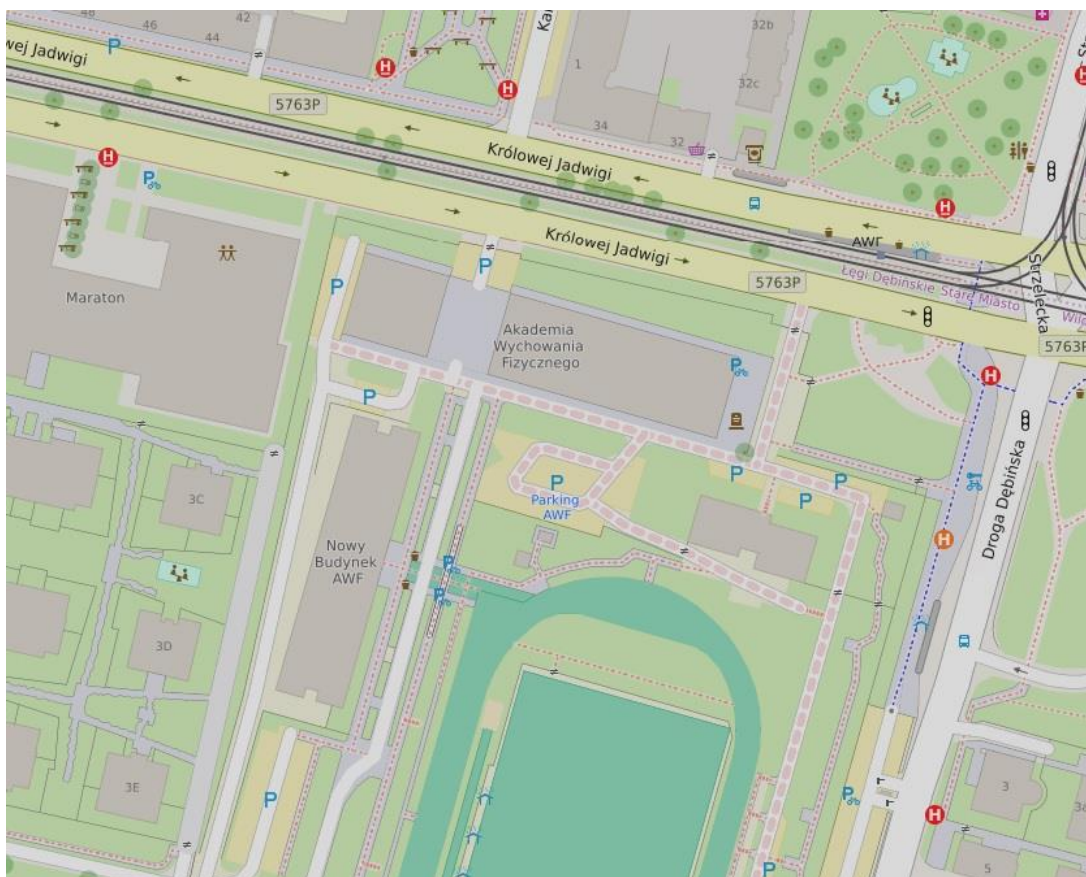 48
46
44
42
32b
32c
1
34
32
P
H
H
H
H
owej Jadwigi
5763P
Królowej Jadwigi
Królowej Jadwigi
5763P
AWF
Łęgi Dębińskie
Stare Miasto
Strzelecka
5763P
H
P
Maraton
P
P
Akademia
Wychowania
Fizycznego
P
H
P
P
P
P
P
Parking
AWF
Droga Dębińska
H
3C
Nowy
Budynek
AWF
P
P
3D
3E
P
P
H
3
5
P